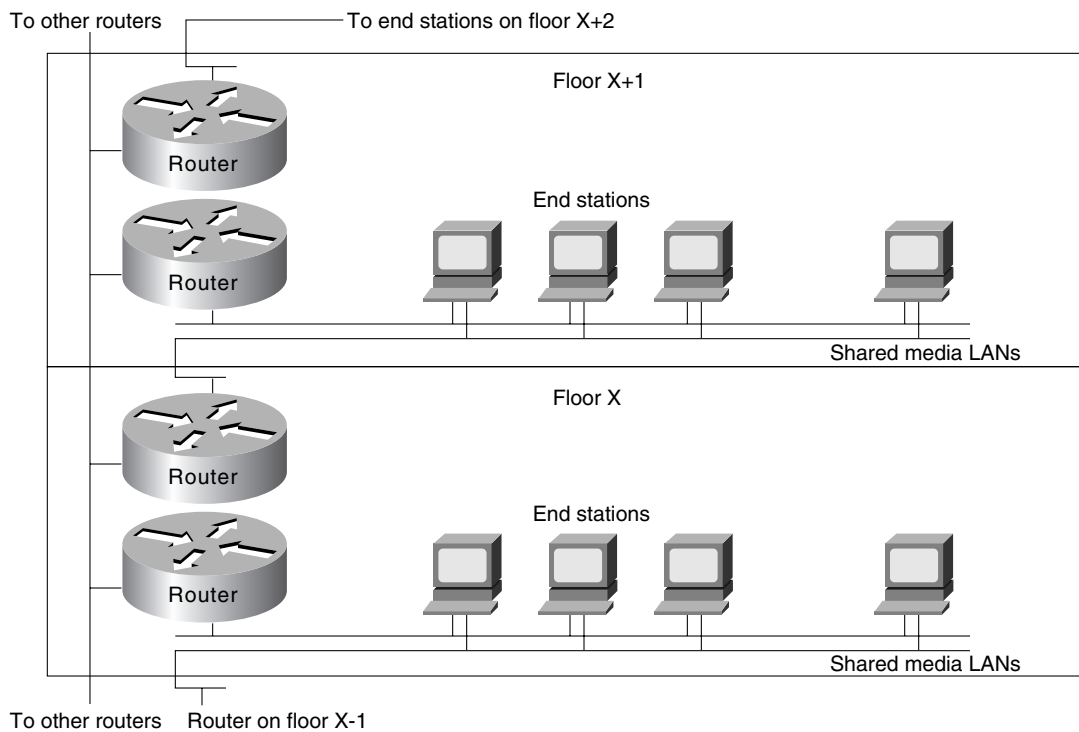 To other routers
To end stations on floor X+2
Floor X+1
Router
End stations
Router
Shared media LANs
Floor X
Router
End stations
Router
Shared media LANs
To other routers
Router on floor X-1